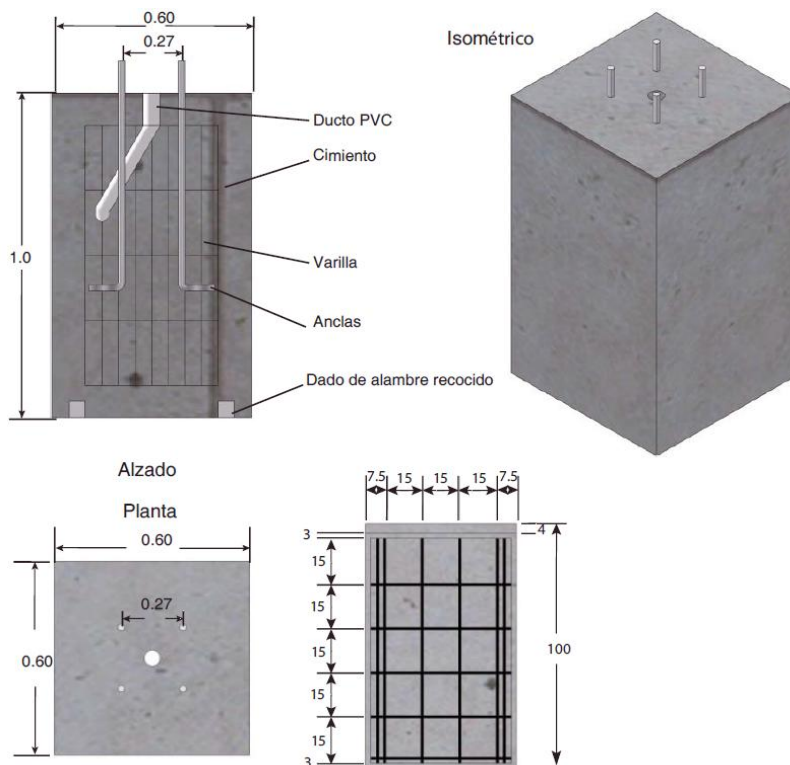 0.60
0.27
Isométrico
Ducto PVC
Cimiento
1.0
Varilla
Anclas
Dado de alambre recocido
Alzado
Planta
0.60
0.27
0.60
7.5 15 15 15 7.5
3
4
15
15
15
15
15
3
100